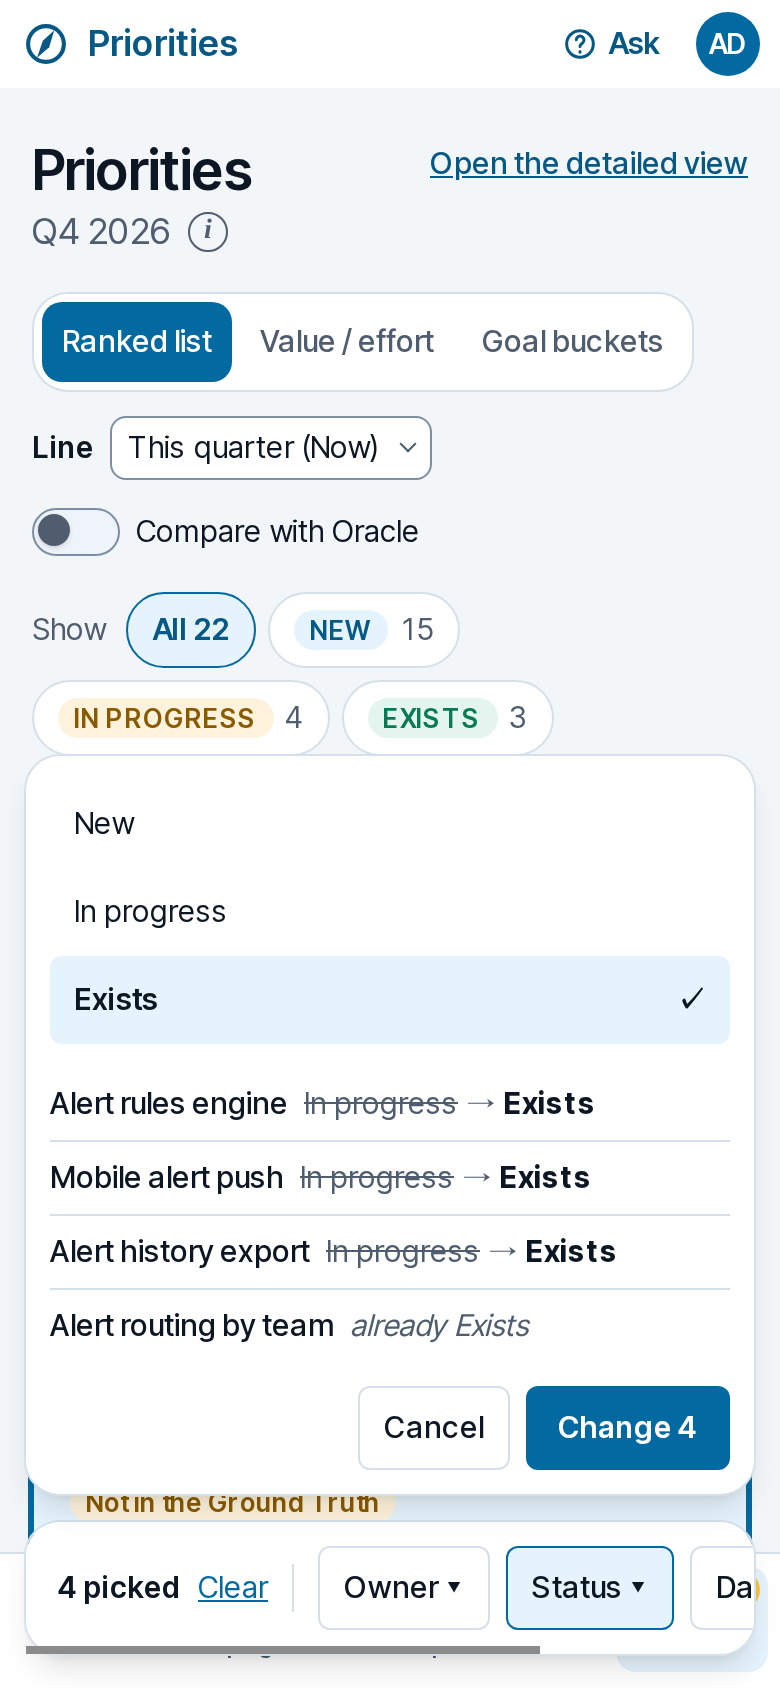 Priorities
Ask
AD
Priorities
Open the detailed view
Q4 2026 i
Ranked list
Value / effort
Goal buckets
Line
This quarter (Now)
Compare with Oracle
Show
All 22
NEW 15
IN PROGRESS 4
EXISTS 3
New
In progress
Exists ✓
Alert rules engine In progress → Exists
Mobile alert push In progress → Exists
Alert history export In progress → Exists
Alert routing by team already Exists
Cancel
Change 4
Not in the Ground Truth
4 picked
Clear
Owner ▾
Status ▾
Da